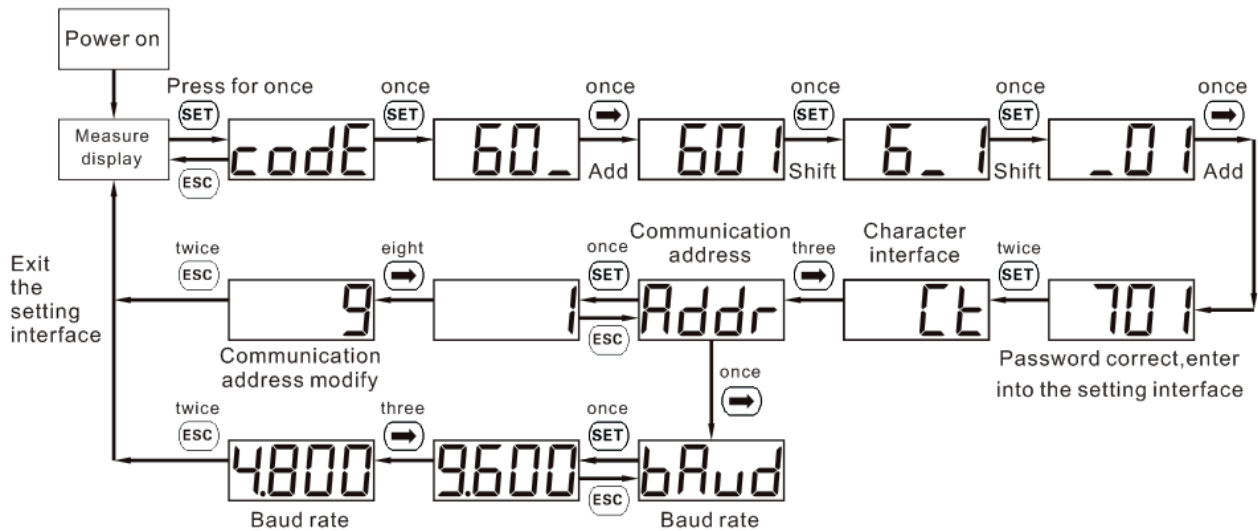 Power on
Press for once
SET
once
SET
once
once
SET
once
SET
once
Measure
display
codE
60_
601
6_1
_01
ESC
Add
Shift
Shift
Add
Exit
the
setting
interface
twice
ESC
eight
once
SET
Communication
address
three
Character
interface
twice
SET
9
1
Addr
Ct
701
ESC
Communication
address modify
Password correct,enter
into the setting interface
once
twice
ESC
three
once
SET
4.800
9.600
bAud
ESC
Baud rate
Baud rate